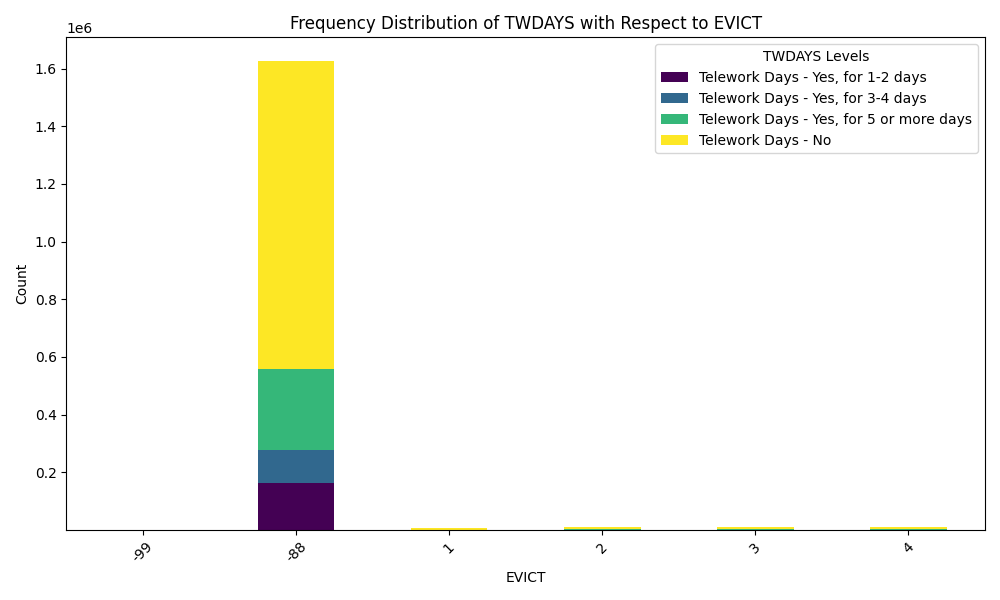 Frequency Distribution of TWDAYS with Respect to EVICT
1e6
TWDAYS Levels
Telework Days - Yes, for 1-2 days
Telework Days - Yes, for 3-4 days
Telework Days - Yes, for 5 or more days
Telework Days - No
1.6
1.4
1.2
1.0
0.8
0.6
0.4
0.2
Count
-99
-88
1
2
3
4
EVICT